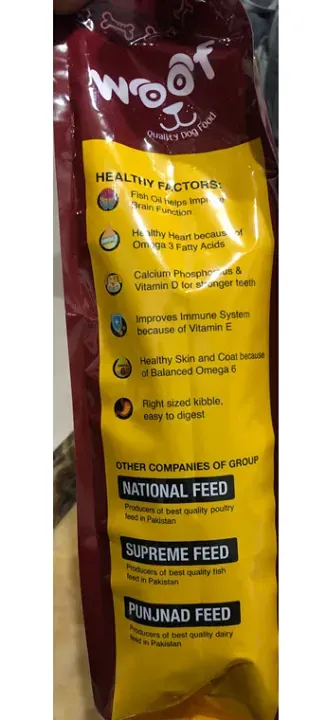 woof
Quality Dog Food
HEALTHY FACTORS:
Fish Oil helps Improve
Brain Function
Healthy Heart because of
Omega 3 Fatty Acids
Calcium Phosphorus &
Vitamin D for stronger teeth
Improves Immune System
because of Vitamin E
Healthy Skin and Coat because
of Balanced Omega 6
Right sized kibble,
easy to digest
OTHER COMPANIES OF GROUP
NATIONAL FEED
Producers of best quality poultry
feed in Pakistan
SUPREME FEED
Producers of best quality fish
feed in Pakistan
PUNJNAD FEED
Producers of best quality dairy
feed in Pakistan